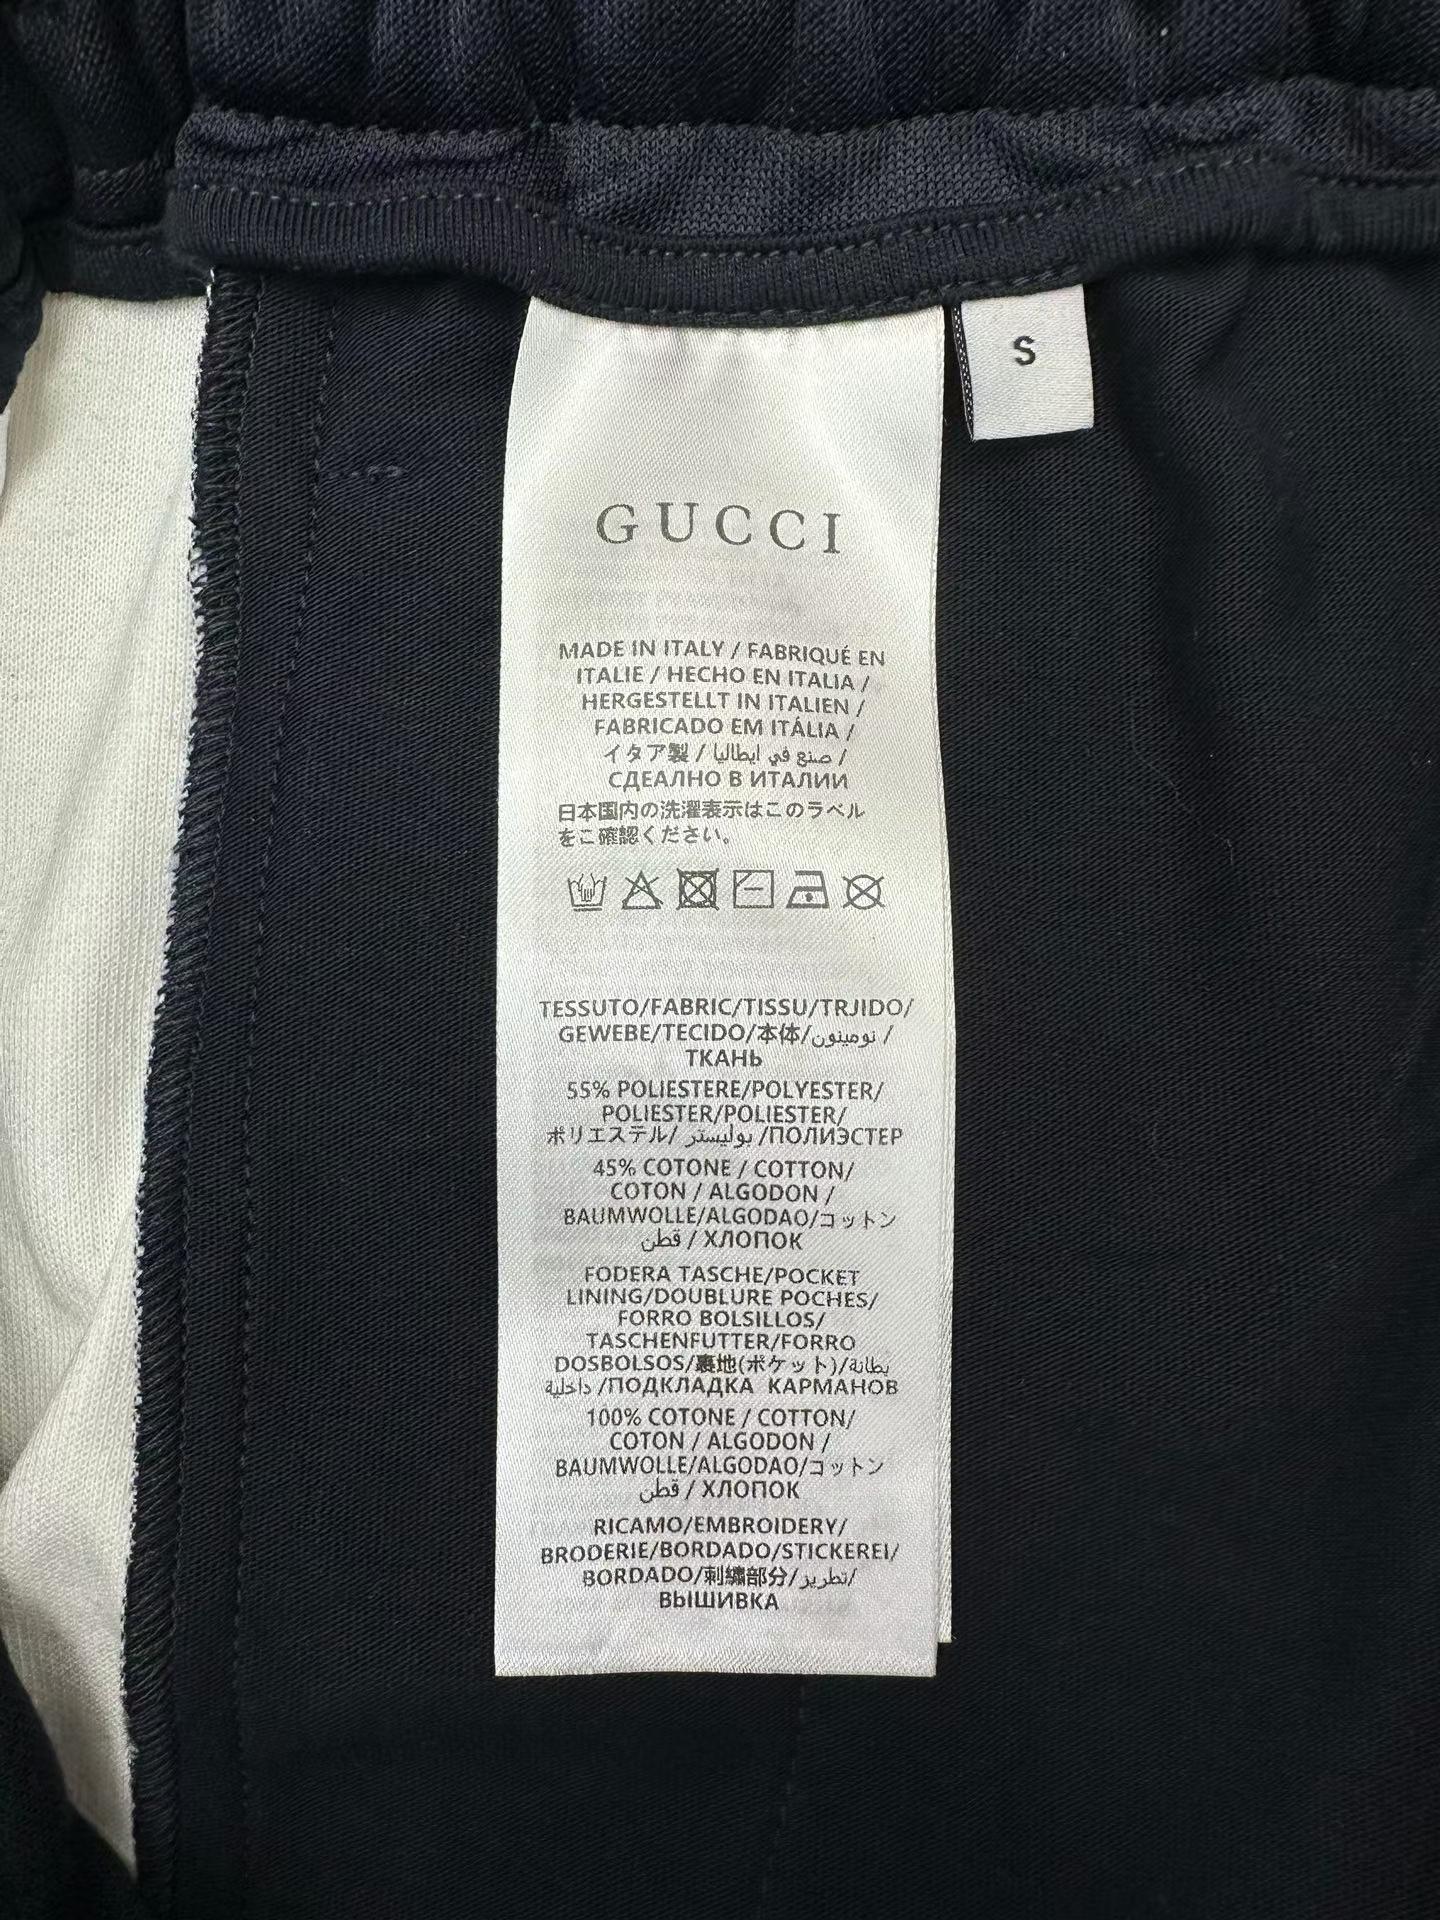 S
GUCCI
MADE IN ITALY / FABRIQUÉ EN
ITALIE / HECHO EN ITALIA /
HERGESTELLT IN ITALIEN /
FABRICADO EM ITÁLIA /
イタア製 / صنع في ايطاليا /
СДЕАЛНО В ИТАЛИИ
日本国内の洗濯表示はこのラベル
をご確認ください。
TESSUTO/FABRIC/TISSU/TRJIDO/
GEWEBE/TECIDO/本体/نومينون /
ТКАНЬ
55% POLIESTERE/POLYESTER/
POLIESTER/POLIESTER/
ポリエステル/ بوليستر /ПОЛИЭСТЕР
45% COTONE / COTTON/
COTON / ALGODON /
BAUMWOLLE/ALGODAO/コットン
قطن / ХЛОПОК
FODERA TASCHE/POCKET
LINING/DOUBLURE POCHES/
FORRO BOLSILLOS/
TASCHENFUTTER/FORRO
DOSBOLSOS/裏地(ポケット)/بطانة
داخلية /ПОДКЛАДКА КАРМАНОВ
100% COTONE / COTTON/
COTON / ALGODON /
BAUMWOLLE/ALGODAO/コットン
قطن / ХЛОПОК
RICAMO/EMBROIDERY/
BRODERIE/BORDADO/STICKEREI/
BORDADO/刺繍部分/تطريز/
ВЫШИВКА